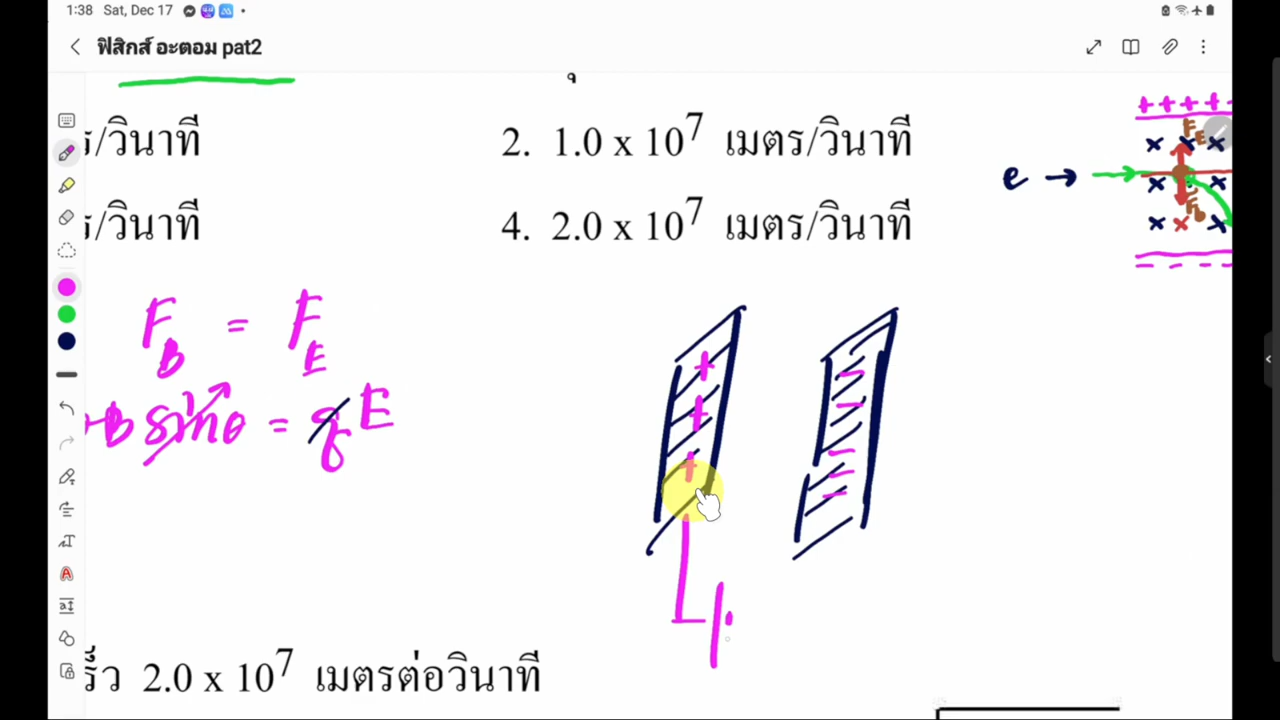 1:38 Sat, Dec 17
ฟิสิกส์ อะตอม pat2
ร/วินาที
2. 1.0 x 10⁷ เมตร/วินาที
ร/วินาที
4. 2.0 x 10⁷ เมตร/วินาที
e →
+ + + +
F_E
F_B
F_B = F_E
B sinθ = qE
ร็ว 2.0 x 10⁷ เมตรต่อวินาที